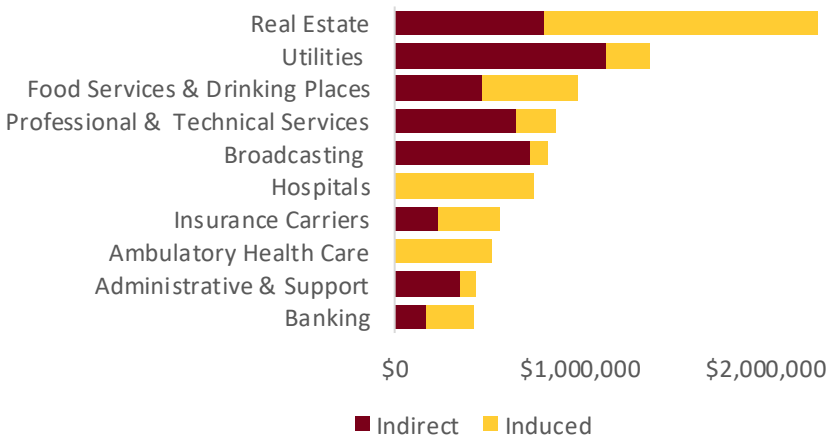 Real Estate
Utilities
Food Services & Drinking Places
Professional & Technical Services
Broadcasting
Hospitals
Insurance Carriers
Ambulatory Health Care
Administrative & Support
Banking
$0 $1,000,000 $2,000,000
Indirect Induced